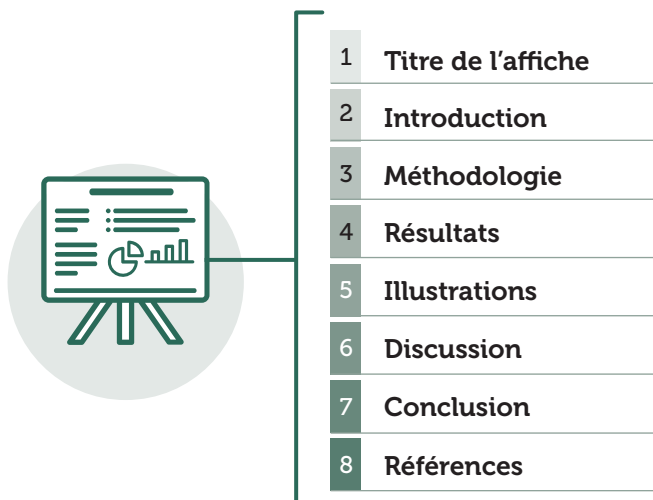 1 Titre de l’affiche
2 Introduction
3 Méthodologie
4 Résultats
5 Illustrations
6 Discussion
7 Conclusion
8 Références